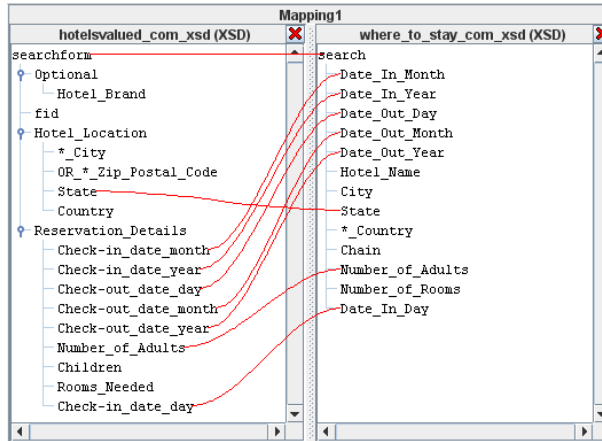 Mapping1
hotelsvalued_com_xsd (XSD)
searchform
Optional
Hotel_Brand
fid
Hotel_Location
*_City
OR_*_Zip_Postal_Code
State
Country
Reservation_Details
Check-in_date_month
Check-in_date_year
Check-out_date_day
Check-out_date_month
Check-out_date_year
Number_of_Adults
Children
Rooms_Needed
Check-in_date_day
where_to_stay_com_xsd (XSD)
search
Date_In_Month
Date_In_Year
Date_Out_Day
Date_Out_Month
Date_Out_Year
Hotel_Name
City
State
*_Country
Chain
Number_of_Adults
Number_of_Rooms
Date_In_Day